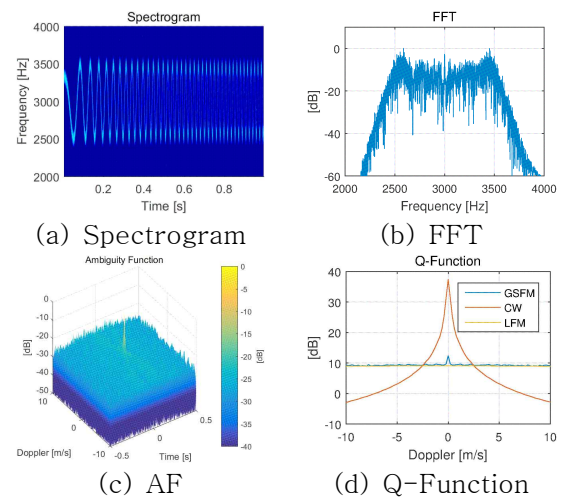 Spectrogram
4000
3500
3000
2500
2000
Frequency [Hz]
0.2 0.4 0.6 0.8
Time [s]
(a) Spectrogram
FFT
0
-20
-40
-60
[dB]
2000 2500 3000 3500 4000
Frequency [Hz]
(b) FFT
Ambiguity Function
0
-10
-20
-30
-40
-50
[dB]
10
0
-10
Doppler [m/s]
-0.5
0
0.5
Time [s]
0
-5
-10
-15
-20
-25
-30
-35
-40
[dB]
(c) AF
Q-Function
40
30
20
10
0
-10
[dB]
GSFM
CW
LFM
-10 -5 0 5 10
Doppler [m/s]
(d) Q-Function